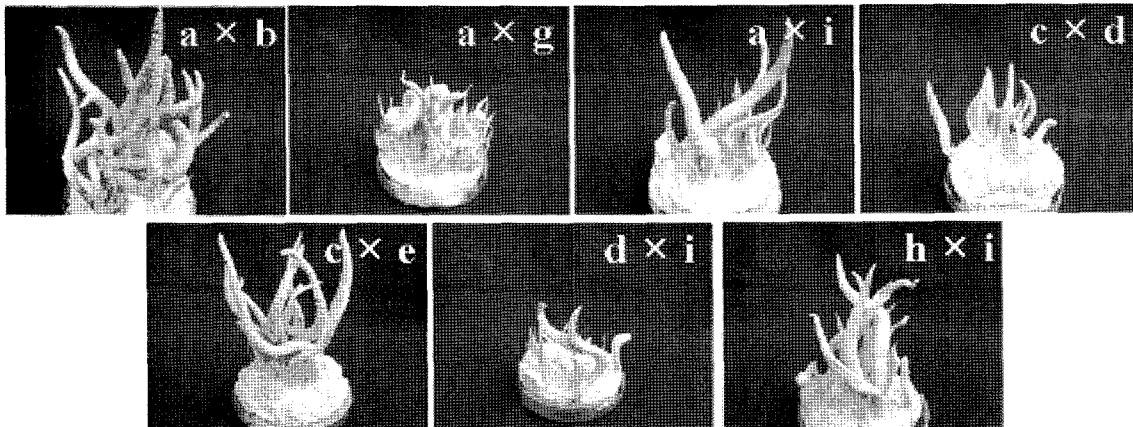 a × b a × g a × i c × d
c × e d × i h × i